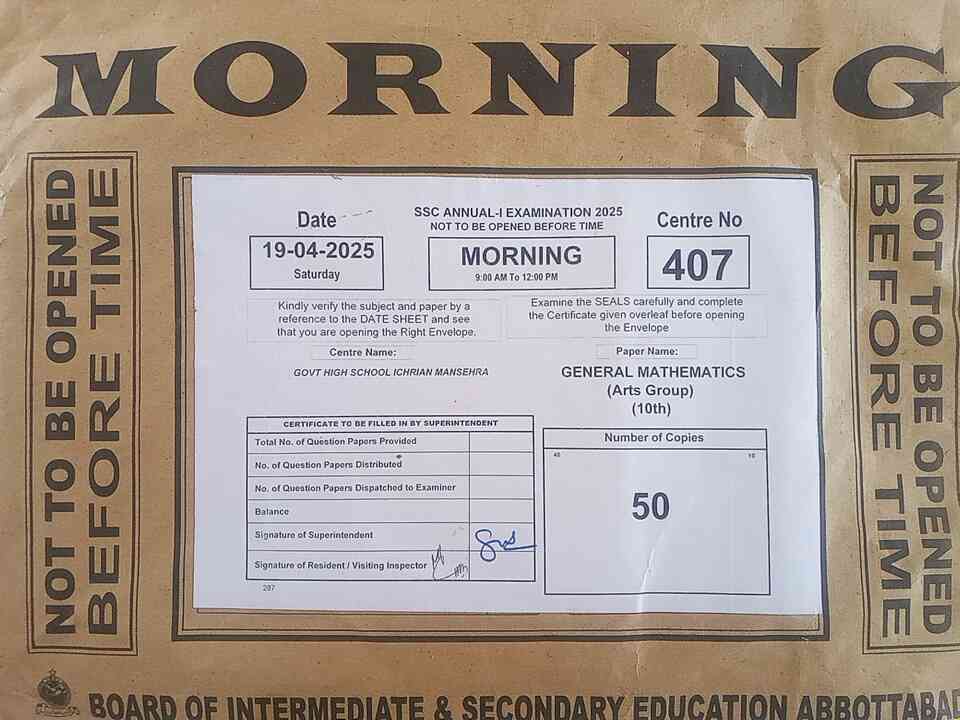 MORNING
NOT TO BE OPENED
BEFORE TIME
Date
19-04-2025
Saturday
SSC ANNUAL-I EXAMINATION 2025
NOT TO BE OPENED BEFORE TIME
MORNING
9:00 AM To 12:00 PM
Centre No
407
Kindly verify the subject and paper by a
reference to the DATE SHEET and see
that you are opening the Right Envelope.
Examine the SEALS carefully and complete
the Certificate given overleaf before opening
the Envelope
Centre Name:
GOVT HIGH SCHOOL ICHRIAN MANSEHRA
Paper Name:
GENERAL MATHEMATICS
(Arts Group)
(10th)
CERTIFICATE TO BE FILLED IN BY SUPERINTENDENT
Total No. of Question Papers Provided
No. of Question Papers Distributed
No. of Question Papers Dispatched to Examiner
Balance
Signature of Superintendent
Signature of Resident / Visiting Inspector
287
Number of Copies
40 10
50
NOT TO BE OPENED
BEFORE TIME
BOARD OF INTERMEDIATE & SECONDARY EDUCATION ABBOTTABAD